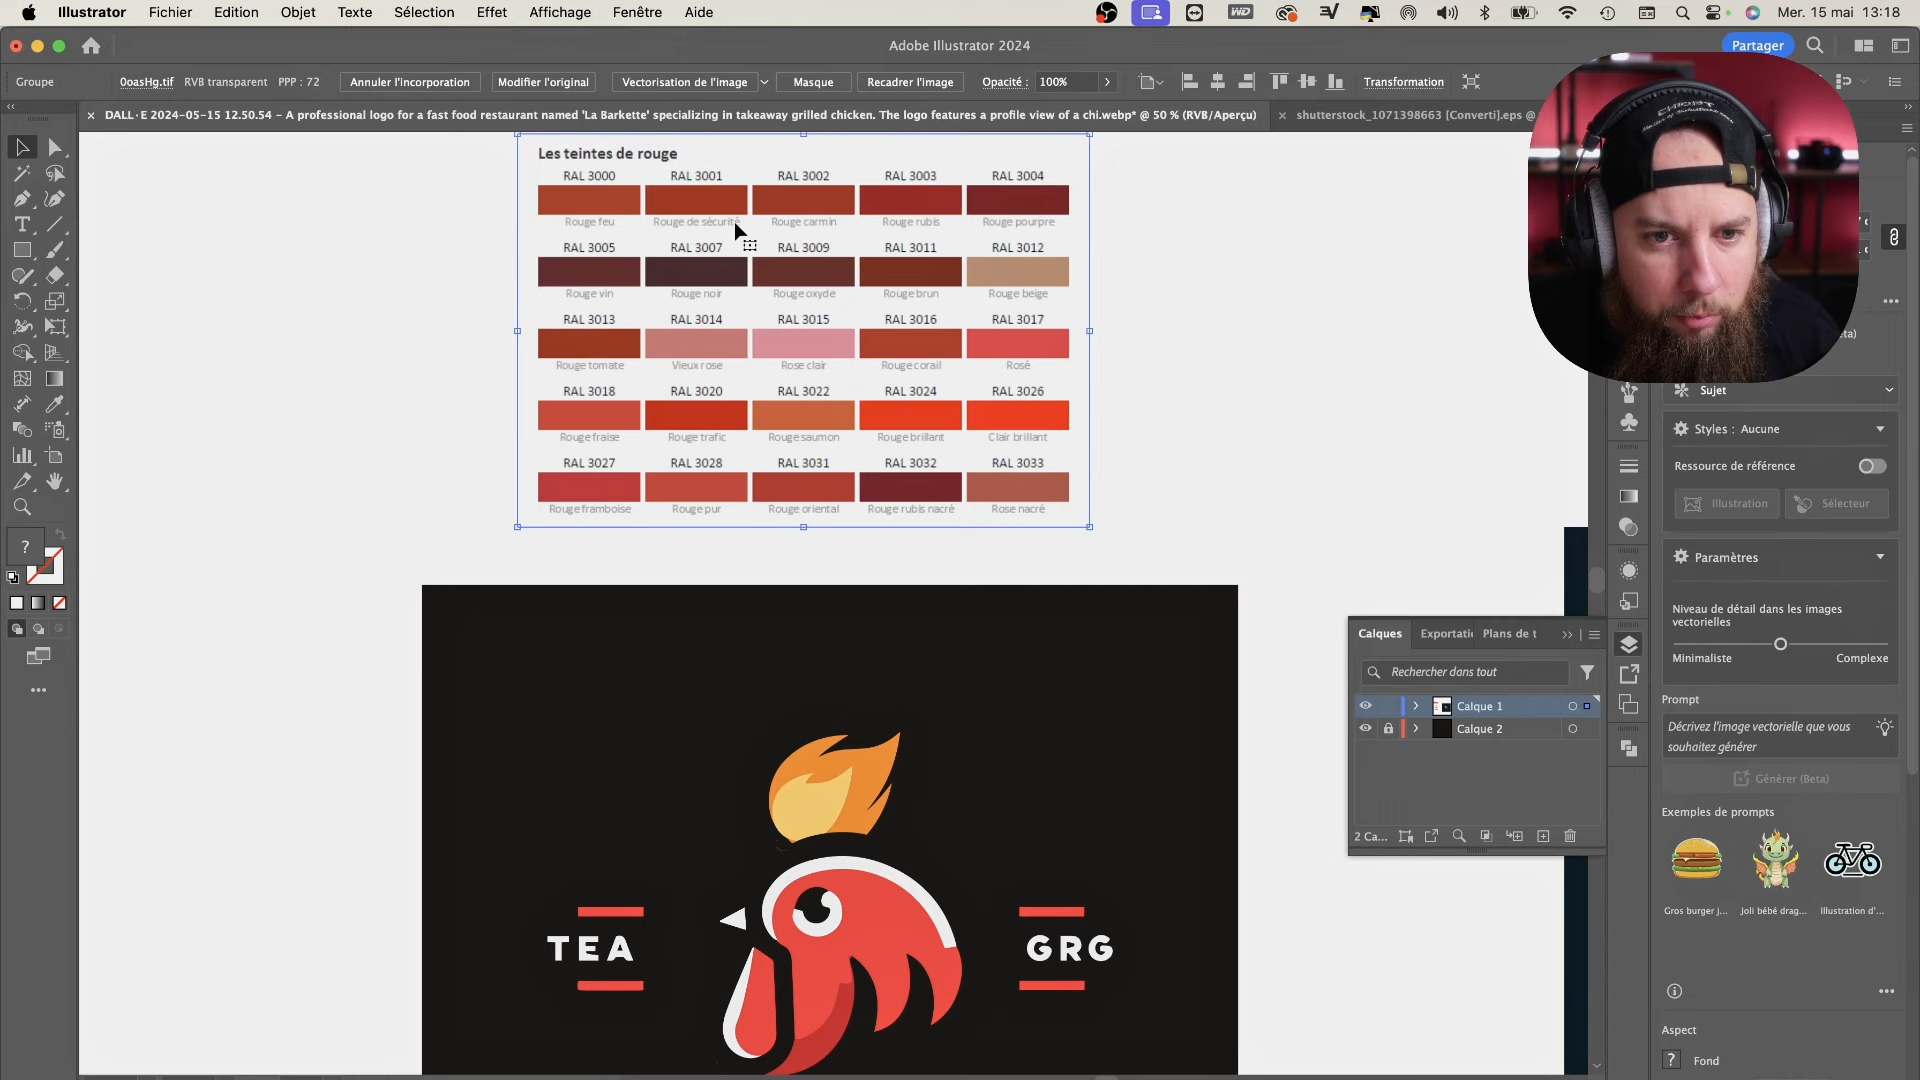 Illustrator Fichier Edition Objet Texte Sélection Effet Affichage Fenêtre Aide Mer. 15 mai 13:18
Adobe Illustrator 2024 Partager
Groupe 0oasHg.tif RVB transparent PPP : 72 Annuler l'incorporation Modifier l'original Vectorisation de l'image Masque Recadrer l'image Opacité : 100% Transformation
DALL·E 2024-05-15 12.50.54 – A professional logo for a fast food restaurant named 'La Barkette' specializing in takeaway grilled chicken. The logo features a profile view of a chi.webp* @ 50 % (RVB/Aperçu) shutterstock_1071398663 [Converti].eps @
Les teintes de rouge
RAL 3000 RAL 3001 RAL 3002 RAL 3003 RAL 3004
Rouge feu Rouge de sécurité Rouge carmin Rouge rubis Rouge pourpre
RAL 3005 RAL 3007 RAL 3009 RAL 3011 RAL 3012
Rouge vin Rouge noir Rouge oxyde Rouge brun Rouge beige
RAL 3013 RAL 3014 RAL 3015 RAL 3016 RAL 3017
Rouge tomate Vieux rose Rose clair Rouge corail Rosé
RAL 3018 RAL 3020 RAL 3022 RAL 3024 RAL 3026
Rouge fraise Rouge trafic Rouge saumon Rouge brillant Clair brillant
RAL 3027 RAL 3028 RAL 3031 RAL 3032 RAL 3033
Rouge framboise Rouge pur Rouge oriental Rouge rubis nacré Rose nacré
TEA GRG
Calques Plans de t
Rechercher dans tout
Calque 1
Calque 2
2 Ca...
Sujet
Styles : Aucune
Ressource de référence
Illustration Sélecteur
Paramètres
Niveau de détail dans les images
vectorielles
Minimaliste Complexe
Prompt
Décrivez l'image vectorielle que vous
souhaitez générer
Générer (Beta)
Exemples de prompts
Gros burger j... Joli bébé drag... Illustration d'...
Aspect
? Fond